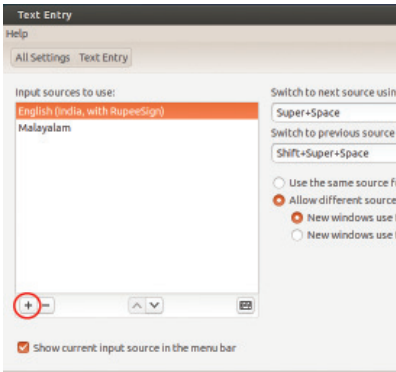 Text Entry
Help
All Settings Text Entry
Input sources to use:
English (India, with RupeeSign)
Malayalam
Switch to next source usin
Super+Space
Switch to previous source
Shift+Super+Space
Use the same source f
Allow different source
New windows use
New windows use
Show current input source in the menu bar